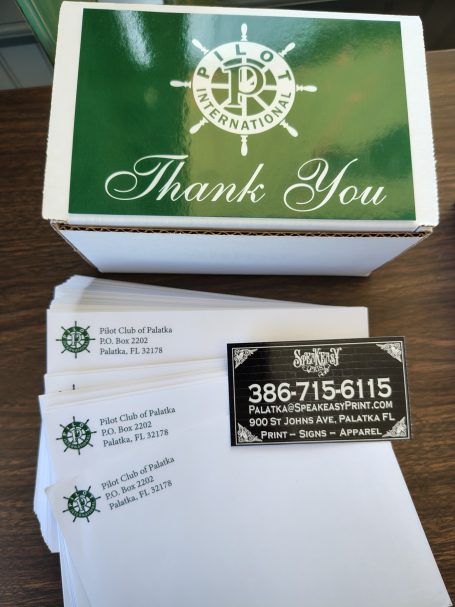 PILOT
PR
INTERNATIONAL
Thank You
Pilot Club of Palatka
P.O. Box 2202
Palatka, FL 32178
Pilot Club of Palatka
P.O. Box 2202
Palatka, FL 32178
Pilot Club of Palatka
P.O. Box 2202
Palatka, FL 32178
SPEAKEASY
386-715-6115
PALATKA@SPEAKEASYPRINT.COM
900 ST JOHNS AVE, PALATKA FL
PRINT – SIGNS – APPAREL